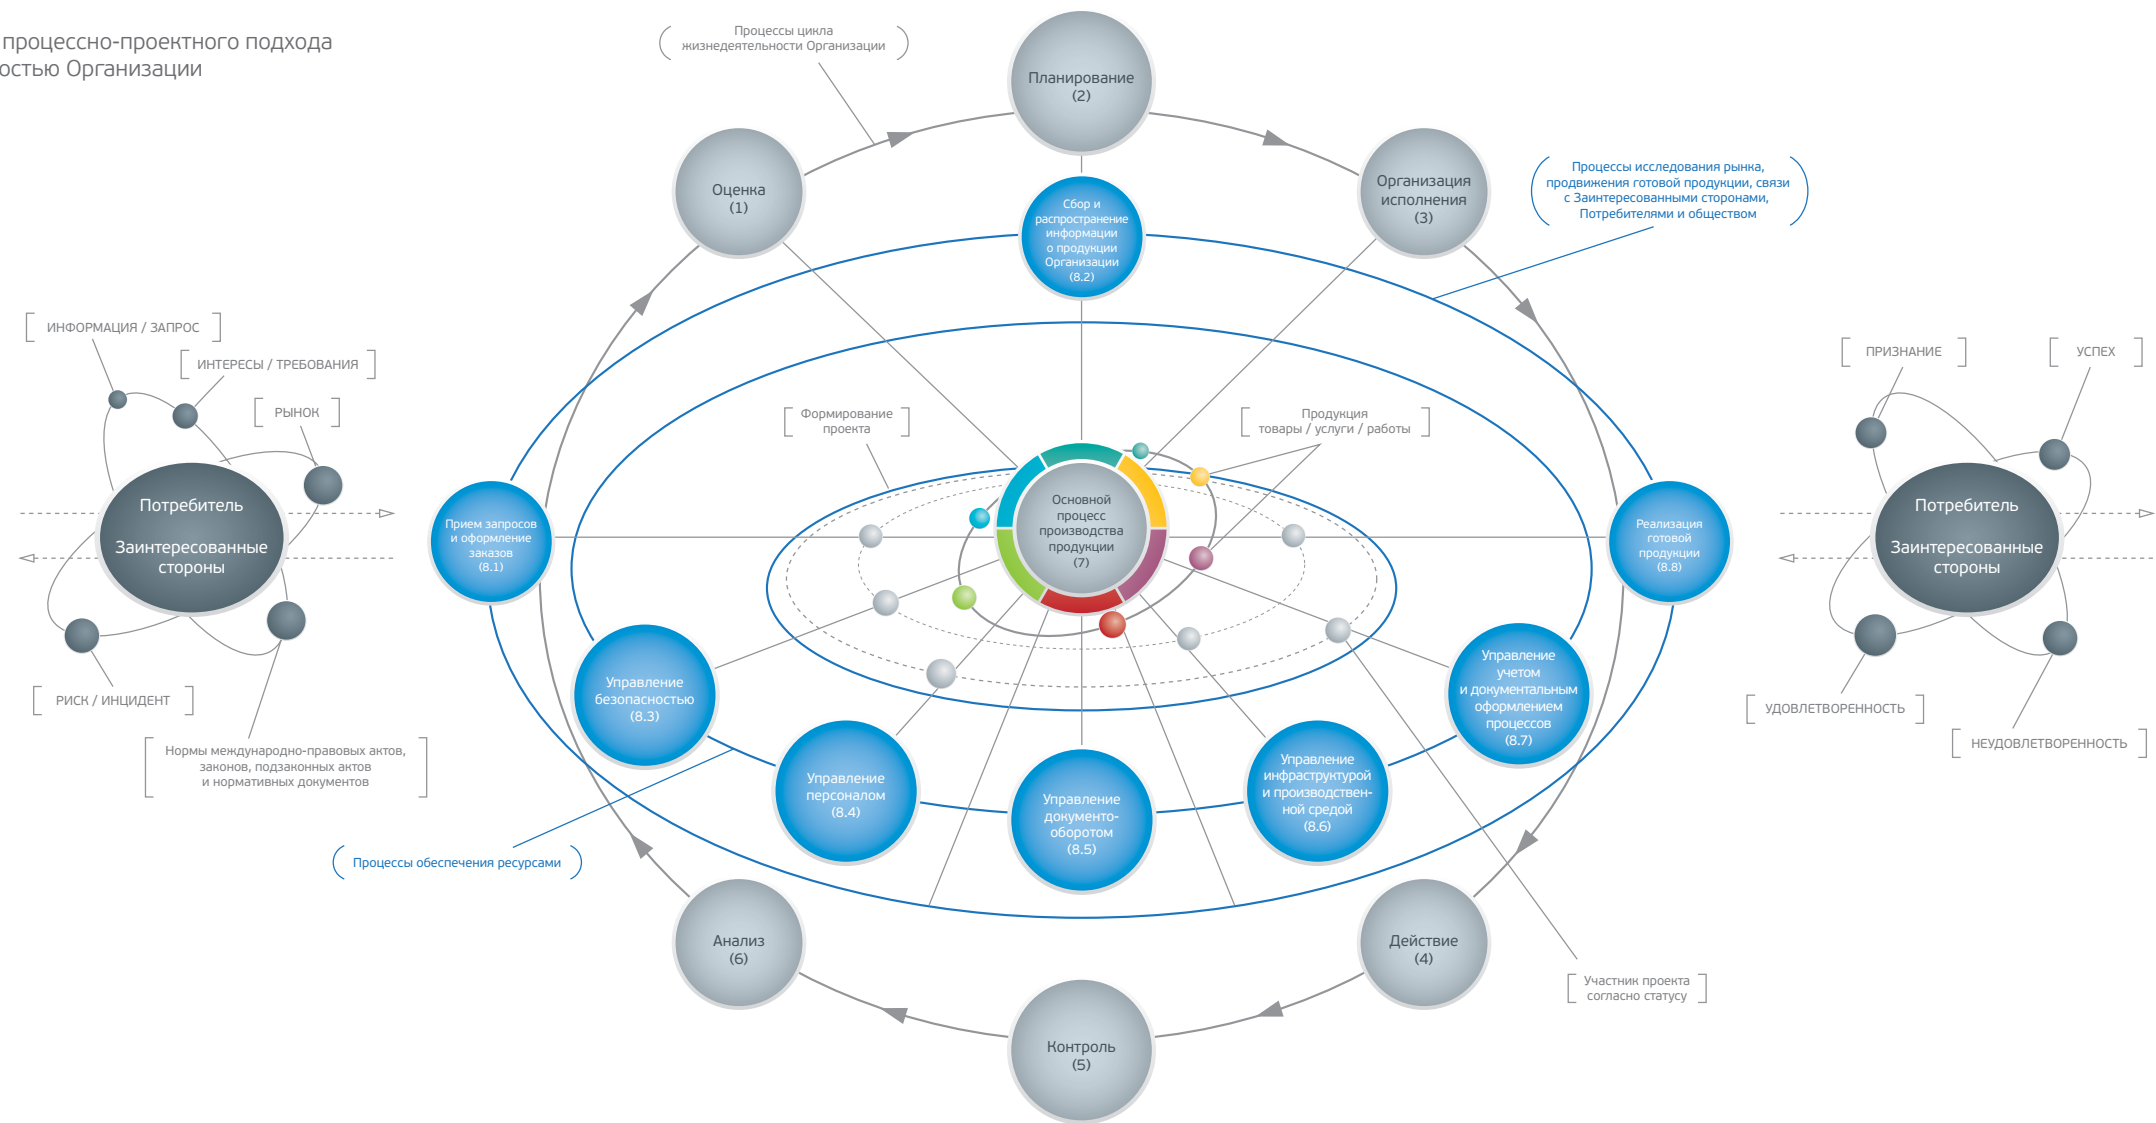 процессно-проектного подхода
остью Организации
Процессы цикла
жизнедеятельности Организации
Планирование
(2)
Оценка
(1)
Организация
исполнения
(3)
Сбор и
распространение
информации
о продукции
Организации
(8.2)
Процессы исследования рынка,
продвижения готовой продукции, связи
с Заинтересованными сторонами,
Потребителями и обществом
ИНФОРМАЦИЯ / ЗАПРОС
ИНТЕРЕСЫ / ТРЕБОВАНИЯ
РЫНОК
Потребитель
Заинтересованные
стороны
РИСК / ИНЦИДЕНТ
Нормы международно-правовых актов,
законов, подзаконных актов
и нормативных документов
Формирование
проекта
Продукция
товары / услуги / работы
Прием запросов
и оформление
заказов
(8.1)
Основной
процесс
производства
продукции
(7)
Реализация
готовой
продукции
(8.8)
ПРИЗНАНИЕ
УСПЕХ
Потребитель
Заинтересованные
стороны
УДОВЛЕТВОРЕННОСТЬ
НЕУДОВЛЕТВОРЕННОСТЬ
Управление
безопасностью
(8.3)
Управление
персоналом
(8.4)
Управление
документо-
оборотом
(8.5)
Управление
инфраструктурой
и производствен-
ной средой
(8.6)
Управление
учетом
и документальным
оформлением
процессов
(8.7)
Процессы обеспечения ресурсами
Анализ
(6)
Действие
(4)
Участник проекта
согласно статусу
Контроль
(5)